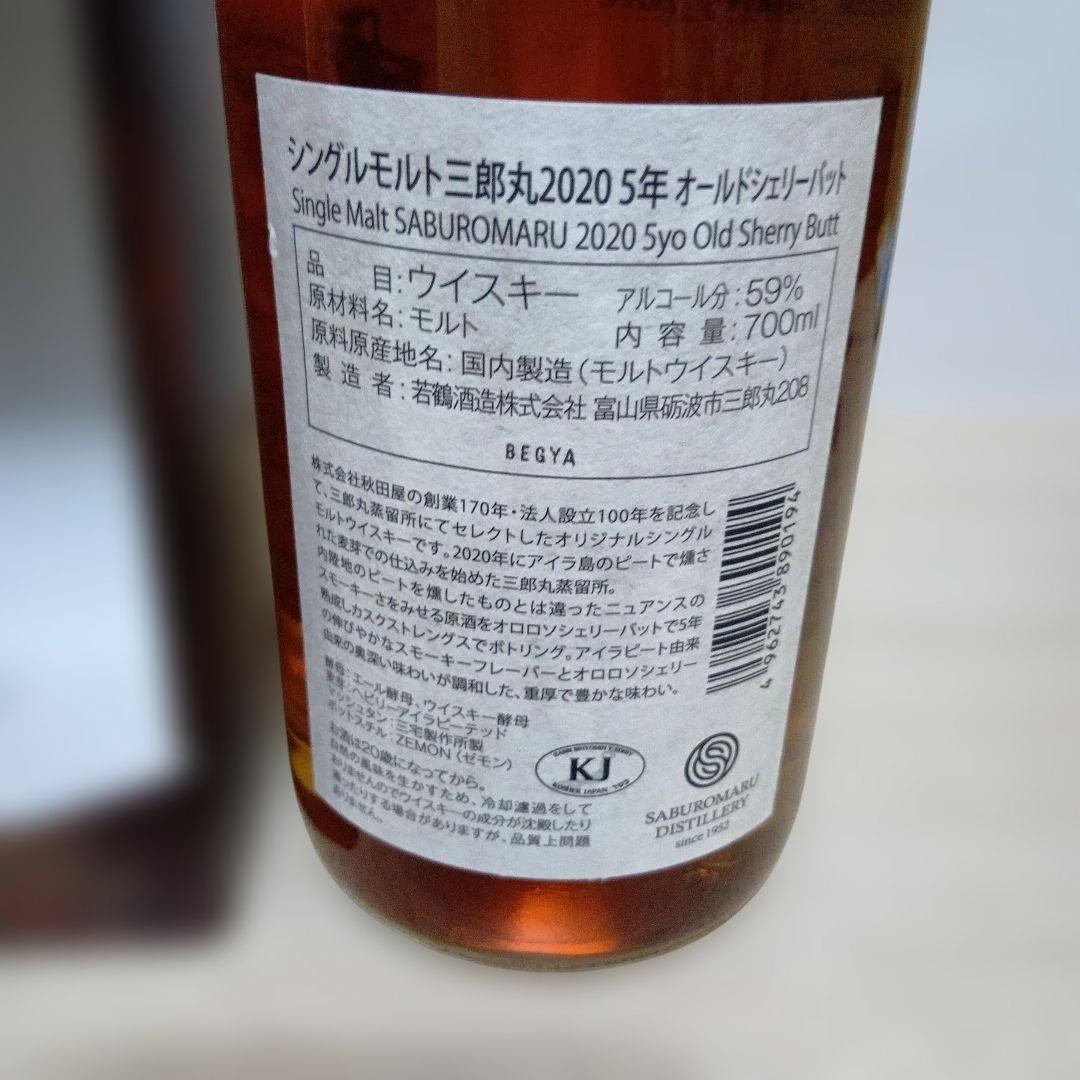 シングルモルト三郎丸2020 5年 オールドシェリーバット
Single Malt SABUROMARU 2020 5yo Old Sherry Butt
品　目：ウイスキー　アルコール分：59%
原材料名：モルト　内容量：700ml
原料原産地名：国内製造（モルトウイスキー）
製造者：若鶴酒造株式会社 富山県砺波市三郎丸208
BEGYA
株式会社秋田屋の創業170年・法人設立100年を記念し
て、三郎丸蒸留所にてセレクトしたオリジナルシングル
モルトウイスキーです。2020年にアイラ島のピートで燻さ
れた麦芽での仕込みを始めた三郎丸蒸留所。
内陸地のピートを燻したものとは違ったニュアンスの
スモーキーさをみせる原酒をオロロソシェリーバットで5年
熟成しカスクストレングスでボトリング。アイラピート由来
の伸びやかなスモーキーフレーバーとオロロソシェリー
由来の奥深い味わいが調和した、重厚で豊かな味わい。
酵母：エール酵母、ウイスキー酵母
麦芽：ヘビリーアイラピーテッド
マッシュタン：三宅製作所製
ポットスチル：ZEMON（ゼモン）
お酒は20歳になってから。
自然の風味を生かすため、冷却濾過をして
おりませんのでウイスキーの成分が沈殿したり
濁ったりする場合がありますが、品質上問題
ありません。
4 962743 890194
KJ
KOSHER JAPAN
SABUROMARU
DISTILLERY
since 1952